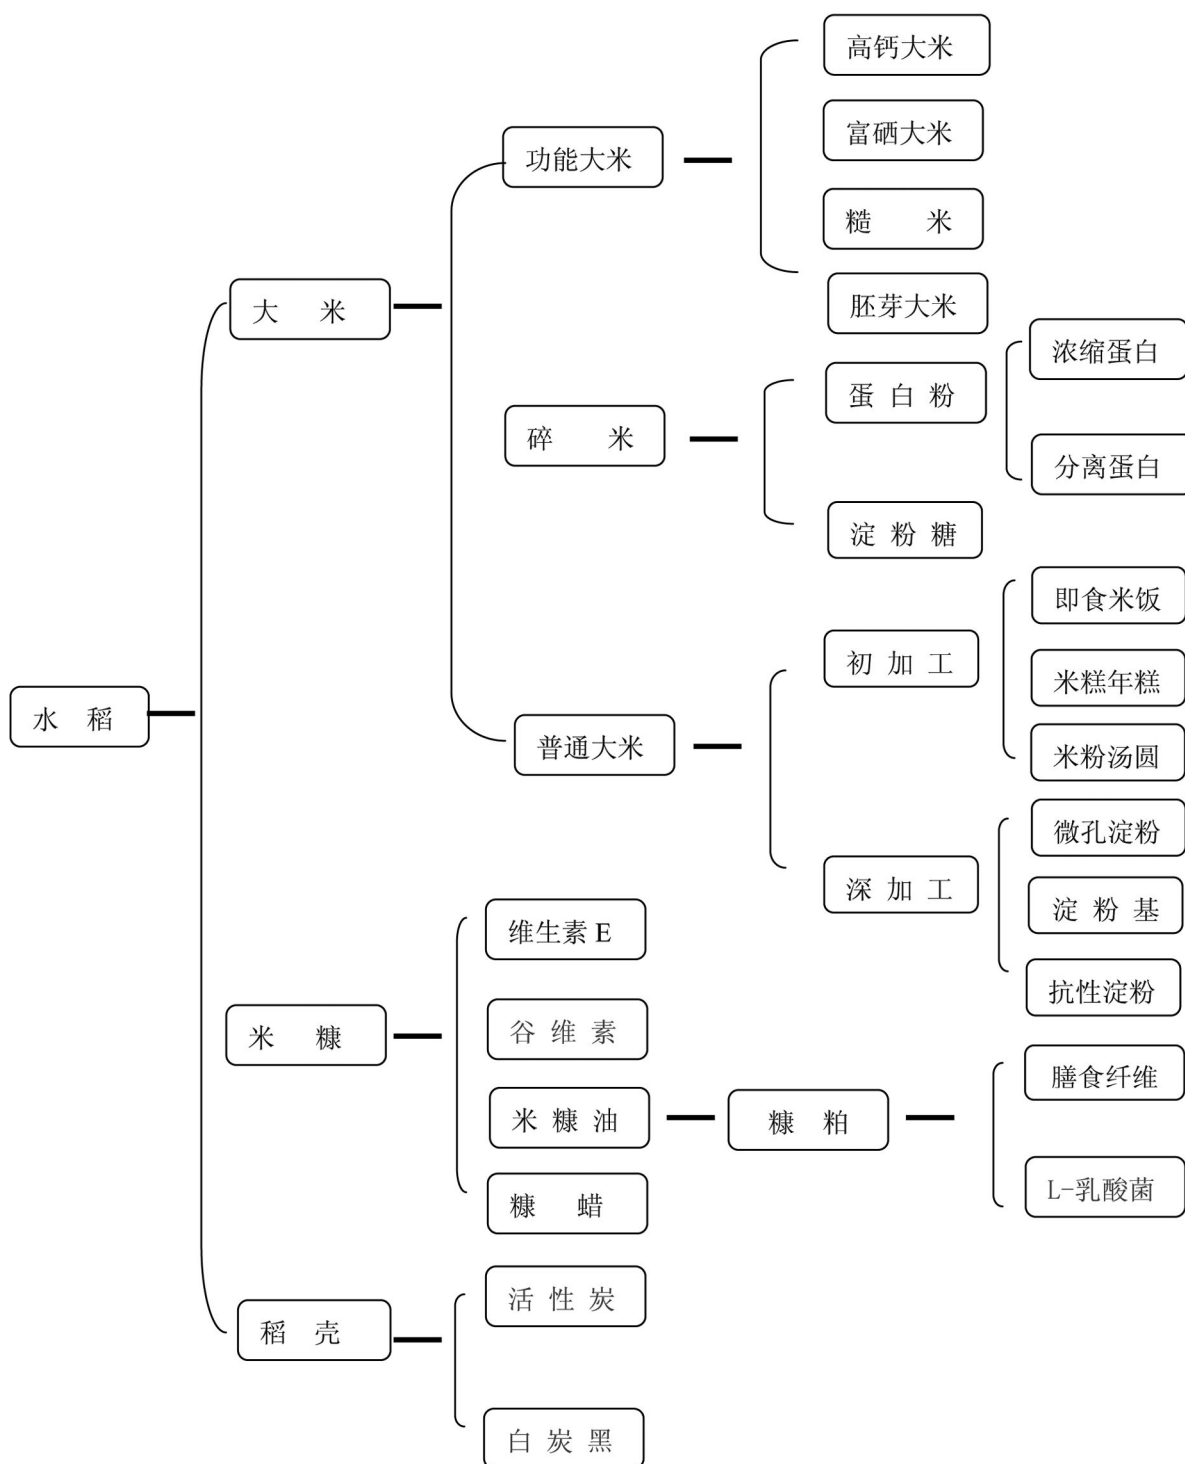 高钙大米
富硒大米
功能大米
糙 米
大 米
胚芽大米
浓缩蛋白
蛋 白 粉
碎 米
分离蛋白
淀 粉 糖
即食米饭
初 加 工
米糕年糕
水 稻
普通大米
米粉汤圆
微孔淀粉
深 加 工
淀 粉 基
维生素 E
抗性淀粉
谷 维 素
米 糠
膳食纤维
米 糠 油
糠 粕
L-乳酸菌
糠 蜡
活 性 炭
稻 壳
白 炭 黑